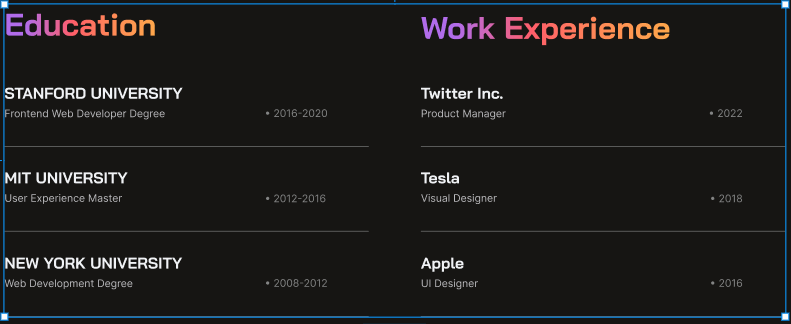 Education
STANFORD UNIVERSITY
Frontend Web Developer Degree • 2016-2020
MIT UNIVERSITY
User Experience Master • 2012-2016
NEW YORK UNIVERSITY
Web Development Degree • 2008-2012
Work Experience
Twitter Inc.
Product Manager • 2022
Tesla
Visual Designer • 2018
Apple
UI Designer • 2016